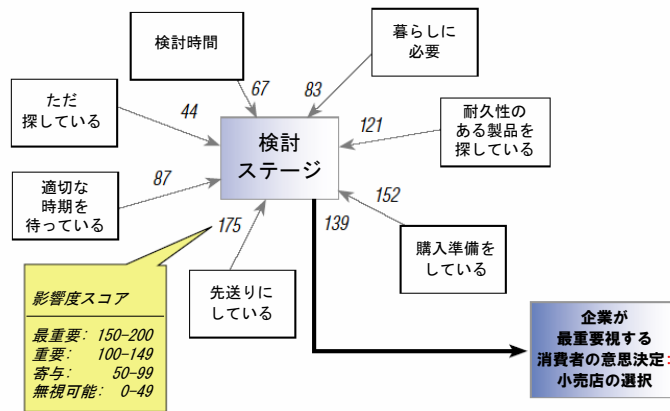 検討時間
暮らしに
必要
67
83
ただ
探している
44
検討
ステージ
121
耐久性の
ある製品を
探している
適切な
時期を
待っている
87
152
175
139
購入準備を
している
先送りに
している
影響度スコア
最重要: 150-200
重要: 100-149
寄与: 50-99
無視可能: 0-49
企業が
最重要視する
消費者の意思決定:
小売店の選択